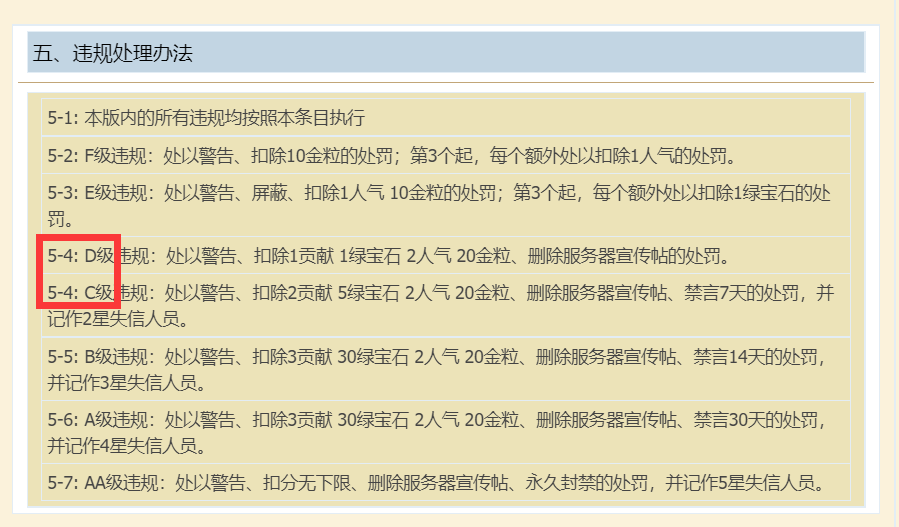 五、违规处理办法
5-1: 本版内的所有违规均按照本条目执行
5-2: F级违规：处以警告、扣除10金粒的处罚；第3个起，每个额外处以扣除1人气的处罚。
5-3: E级违规：处以警告、屏蔽、扣除1人气 10金粒的处罚；第3个起，每个额外处以扣除1绿宝石的处
罚。
5-4: D级违规：处以警告、扣除1贡献 1绿宝石 2人气 20金粒、删除服务器宣传帖的处罚。
5-4: C级违规：处以警告、扣除2贡献 5绿宝石 2人气 20金粒、删除服务器宣传帖、禁言7天的处罚，并
记作2星失信人员。
5-5: B级违规：处以警告、扣除3贡献 30绿宝石 2人气 20金粒、删除服务器宣传帖、禁言14天的处罚，
并记作3星失信人员。
5-6: A级违规：处以警告、扣除3贡献 30绿宝石 2人气 20金粒、删除服务器宣传帖、禁言30天的处罚，
并记作4星失信人员。
5-7: AA级违规：处以警告、扣分无下限、删除服务器宣传帖、永久封禁的处罚，并记作5星失信人员。